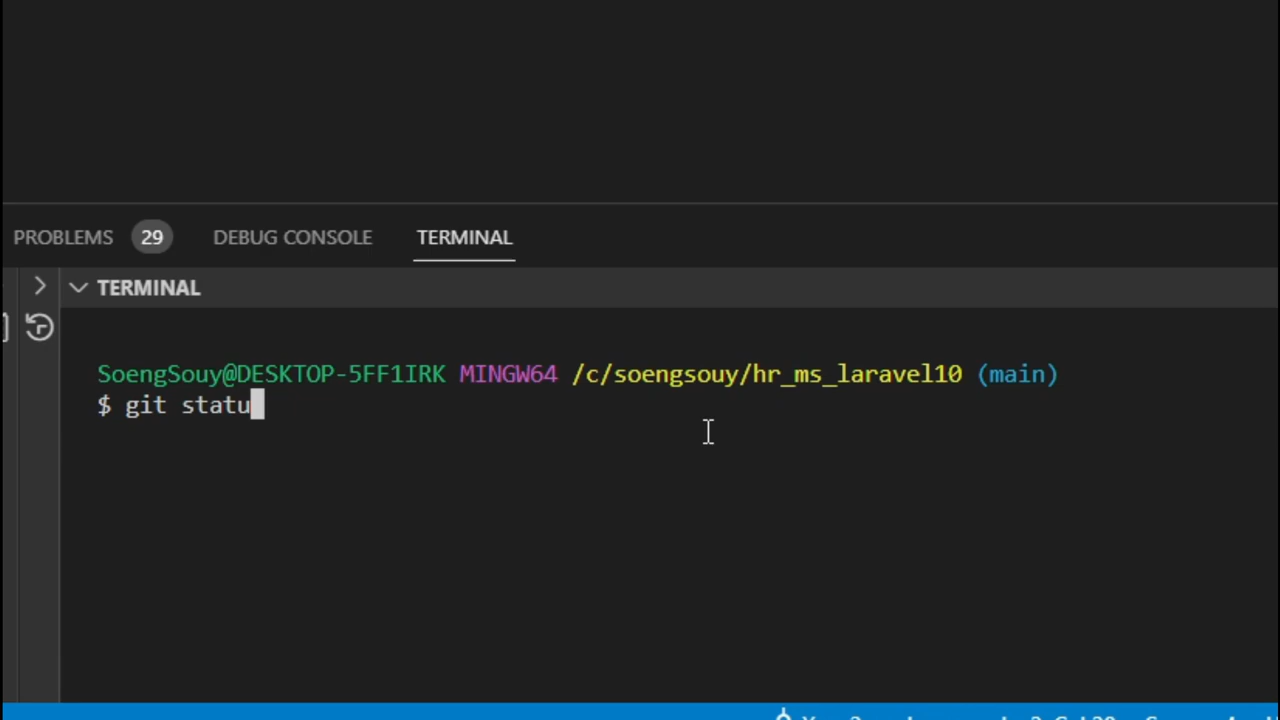 PROBLEMS 29 DEBUG CONSOLE TERMINAL
TERMINAL
SoengSouy@DESKTOP-5FF1IRK MINGW64 /c/soengsouy/hr_ms_laravel10 (main)
$ git statu